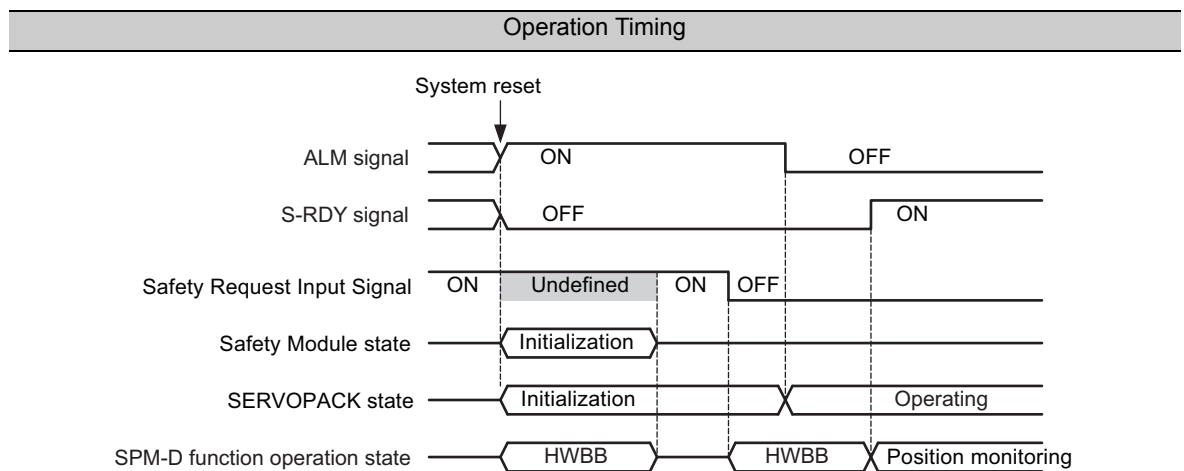 Operation Timing
System reset
ALM signal ON OFF
S-RDY signal OFF ON
Safety Request Input Signal ON Undefined ON OFF
Safety Module state Initialization
SERVOPACK state Initialization Operating
SPM-D function operation state HWBB HWBB Position monitoring